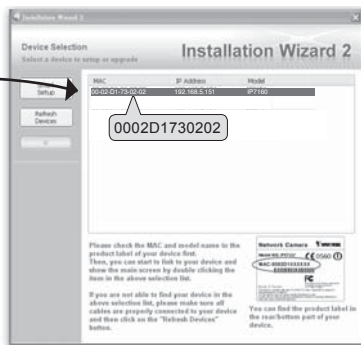 Installation Wizard 2
Device Selection
Select a device to setup or upgrade
Installation Wizard 2
Setup
Refresh
Devices
MAC IP Address Model
00-02-D1-73-02-02 192.168.5.151 IP7160
0002D1730202
Please check the MAC and model name in the
product label of your device first.
Then, you can start to link to your device and
show the main screen by double clicking the
item in the above selection list.
If you are not able to find your device in the
above selection list, please make sure all
cables are properly connected to your device
and then click on the "Refresh Devices"
button.
Network Camera
0560
FC
You can find the product label in
the rear/bottom part of your
device.